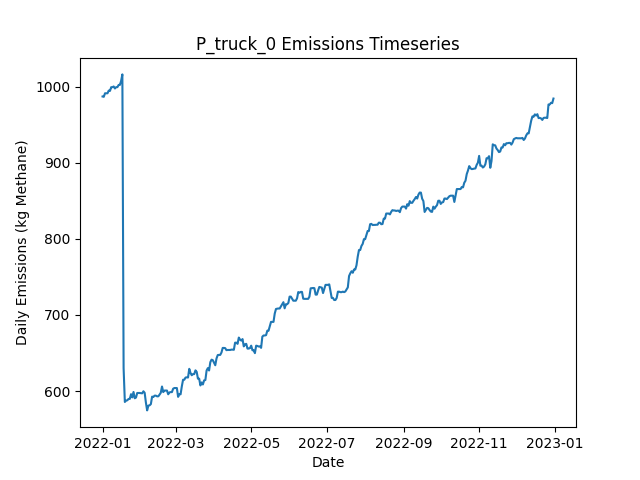 P_truck_0 Emissions Timeseries
Daily Emissions (kg Methane)
1000
900
800
700
600
2022-01 2022-03 2022-05 2022-07 2022-09 2022-11 2023-01
Date